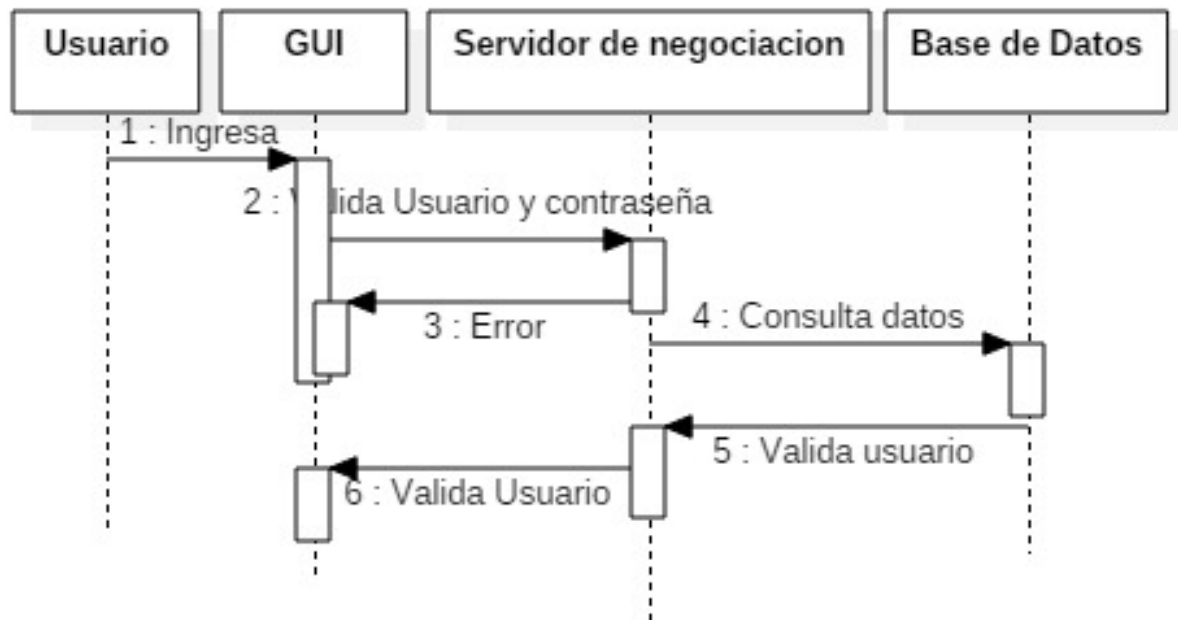 Usuario
GUI
Servidor de negociacion
Base de Datos
1 : Ingresa
2 : Valida Usuario y contraseña
3 : Error
4 : Consulta datos
5 : Valida usuario
6 : Valida Usuario